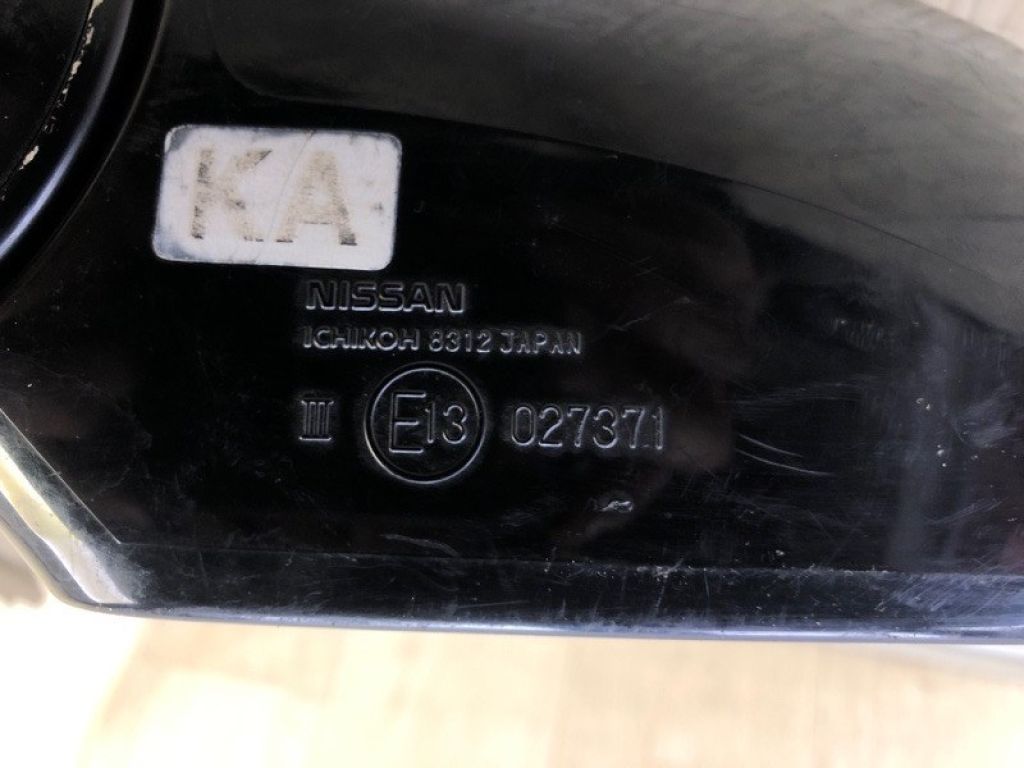 KA
NISSAN
ICHIKOH 8312 JAPAN
III E13 027371